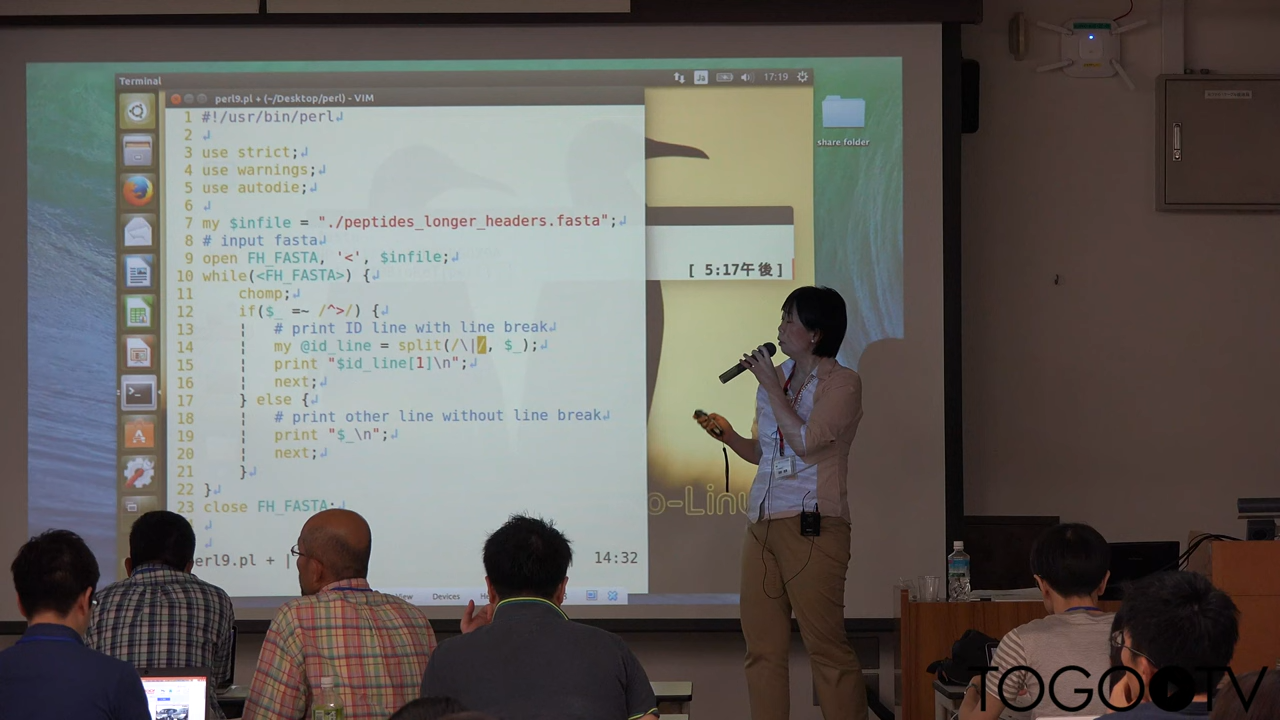 Terminal
17:19
perl9.pl + (~/Desktop/perl) - VIM
1 #!/usr/bin/perl↲
2 ↲
3 use strict;↲
4 use warnings;↲
5 use autodie;↲
6 ↲
7 my $infile = "./peptides_longer_headers.fasta";↲
8 # input fasta↲
9 open FH_FASTA, '<', $infile;↲
10 while(<FH_FASTA>) {↲
11 chomp;↲
12 if($_ =~ /^>/) {↲
13 ¦ # print ID line with line break↲
14 ¦ my @id_line = split(/\|/, $_);↲
15 ¦ print "$id_line[1]\n";↲
16 ¦ next;↲
17 } else {↲
18 ¦ # print other line without line break↲
19 ¦ print "$_\n";↲
20 ¦ next;↲
21 }↲
22 }↲
23 close FH_FASTA;↲
↲
↲
erl9.pl + |
14:32
View Devices
share folder
[ 5:17午後]
o-Linu
TOGOTV